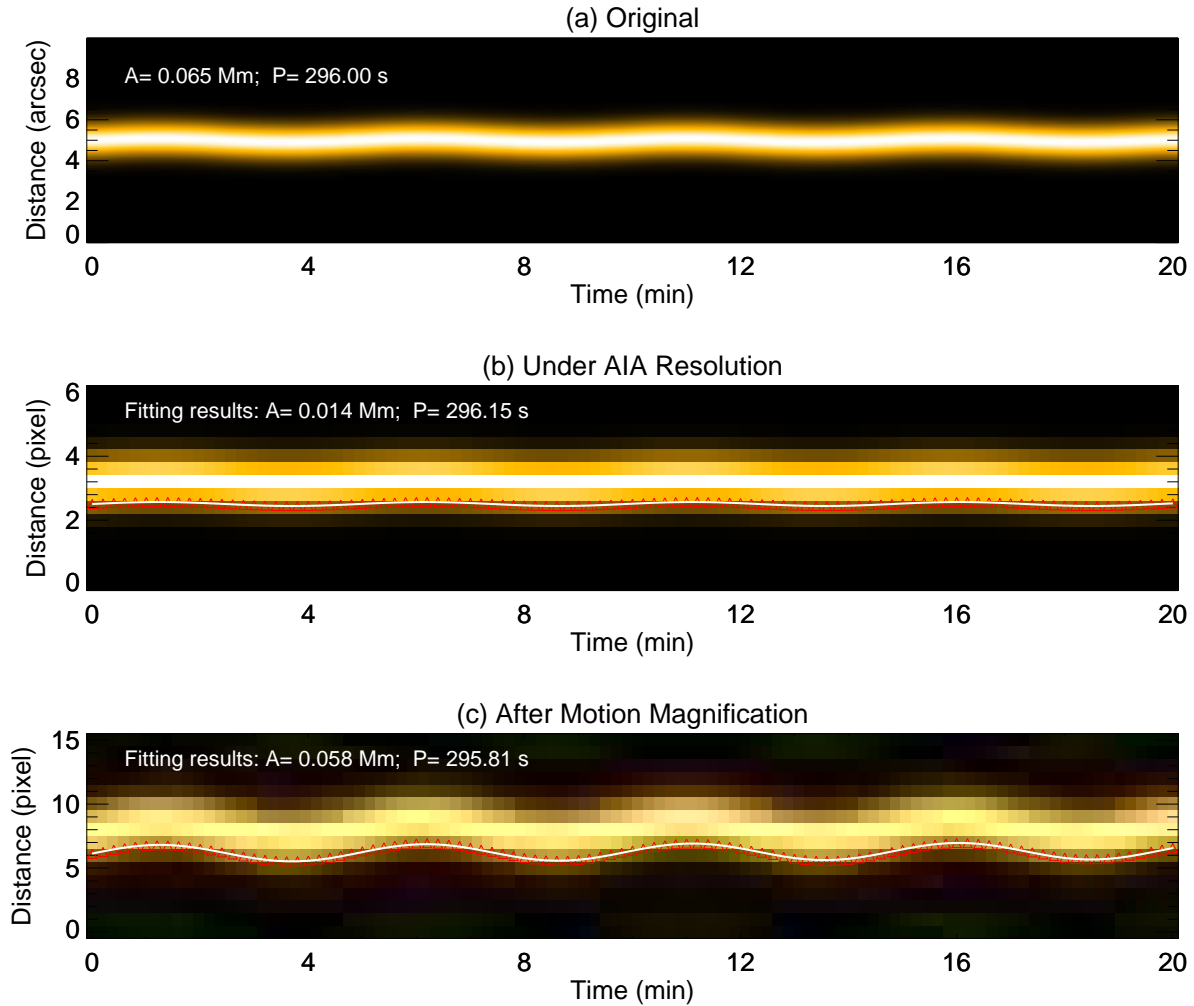 (a) Original
A= 0.065 Mm; P= 296.00 s
Distance (arcsec)
8
6
4
2
0
0 4 8 12 16 20
Time (min)
(b) Under AIA Resolution
Fitting results: A= 0.014 Mm; P= 296.15 s
Distance (pixel)
6
4
2
0
0 4 8 12 16 20
Time (min)
(c) After Motion Magnification
Fitting results: A= 0.058 Mm; P= 295.81 s
Distance (pixel)
15
10
5
0
0 4 8 12 16 20
Time (min)